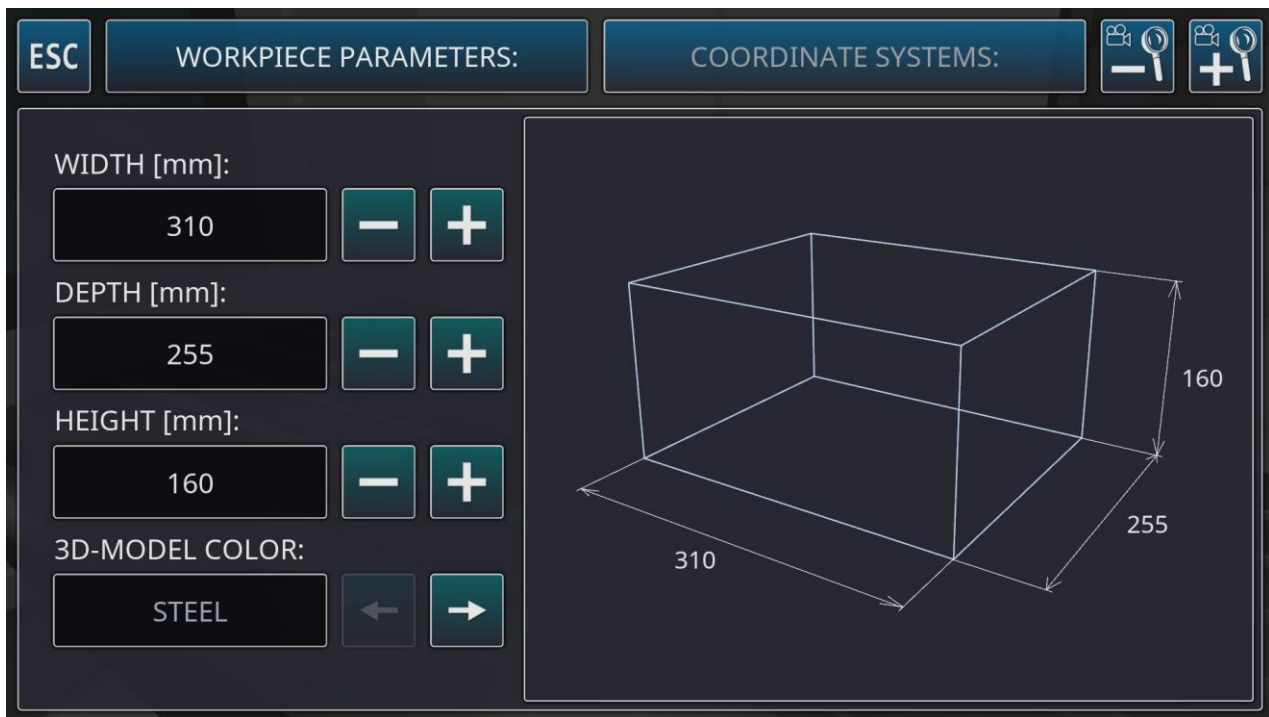 ESC
WORKPIECE PARAMETERS:
COORDINATE SYSTEMS:
WIDTH [mm]:
310
DEPTH [mm]:
255
HEIGHT [mm]:
160
3D-MODEL COLOR:
STEEL
160
255
310